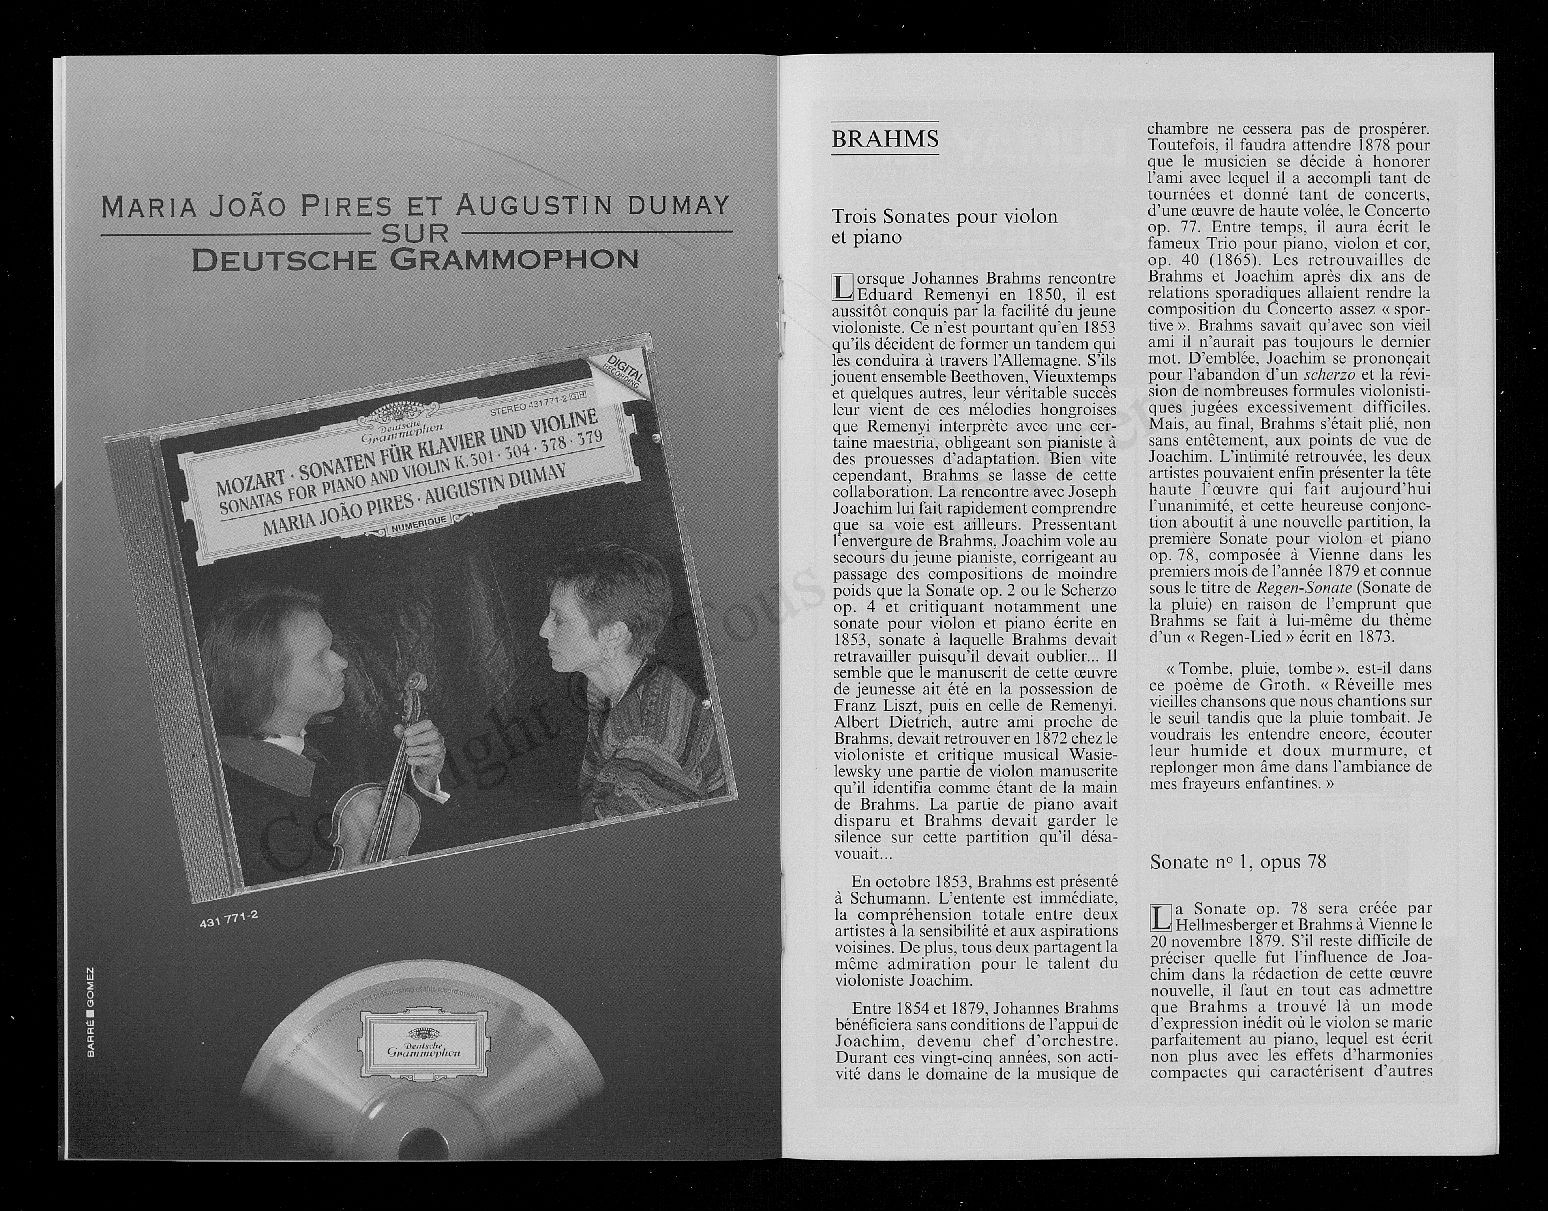 MARIA JOÃO PIRES ET AUGUSTIN DUMAY
SUR
DEUTSCHE GRAMMOPHON
DIGITAL
RECORDING
STEREO 431 771-2
Deutsche
Grammophon
MOZART · SONATEN FÜR KLAVIER UND VIOLINE
SONATAS FOR PIANO AND VIOLIN K. 301 · 304 · 378 · 379
MARIA JOÃO PIRES · AUGUSTIN DUMAY
NUMERIQUE
431 771-2
BARRÉ GOMEZ
Deutsche
Grammophon
BRAHMS
Trois Sonates pour violon
et piano
Lorsque Johannes Brahms rencontre
Eduard Remenyi en 1850, il est
aussitôt conquis par la facilité du jeune
violoniste. Ce n'est pourtant qu'en 1853
qu'ils décident de former un tandem qui
les conduira à travers l'Allemagne. S'ils
jouent ensemble Beethoven, Vieuxtemps
et quelques autres, leur véritable succès
leur vient de ces mélodies hongroises
que Remenyi interprète avec une cer-
taine maestria, obligeant son pianiste à
des prouesses d'adaptation. Bien vite
cependant, Brahms se lasse de cette
collaboration. La rencontre avec Joseph
Joachim lui fait rapidement comprendre
que sa voie est ailleurs. Pressentant
l'envergure de Brahms, Joachim vole au
secours du jeune pianiste, corrigeant au
passage des compositions de moindre
poids que la Sonate op. 2 ou le Scherzo
op. 4 et critiquant notamment une
sonate pour violon et piano écrite en
1853, sonate à laquelle Brahms devait
retravailler puisqu'il devait oublier... Il
semble que le manuscrit de cette œuvre
de jeunesse ait été en la possession de
Franz Liszt, puis en celle de Remenyi.
Albert Dietrich, autre ami proche de
Brahms, devait retrouver en 1872 chez le
violoniste et critique musical Wasie-
lewsky une partie de violon manuscrite
qu'il identifia comme étant de la main
de Brahms. La partie de piano avait
disparu et Brahms devait garder le
silence sur cette partition qu'il désa-
vouait...
En octobre 1853, Brahms est présenté
à Schumann. L'entente est immédiate,
la compréhension totale entre deux
artistes à la sensibilité et aux aspirations
voisines. De plus, tous deux partagent la
même admiration pour le talent du
violoniste Joachim.
Entre 1854 et 1879, Johannes Brahms
bénéficiera sans conditions de l'appui de
Joachim, devenu chef d'orchestre.
Durant ces vingt-cinq années, son acti-
vité dans le domaine de la musique de
chambre ne cessera pas de prospérer.
Toutefois, il faudra attendre 1878 pour
que le musicien se décide à honorer
l'ami avec lequel il a accompli tant de
tournées et donné tant de concerts,
d'une œuvre de haute volée, le Concerto
op. 77. Entre temps, il aura écrit le
fameux Trio pour piano, violon et cor,
op. 40 (1865). Les retrouvailles de
Brahms et Joachim après dix ans de
relations sporadiques allaient rendre la
composition du Concerto assez « spor-
tive ». Brahms savait qu'avec son vieil
ami il n'aurait pas toujours le dernier
mot. D'emblée, Joachim se prononçait
pour l'abandon d'un scherzo et la révi-
sion de nombreuses formules violonisti-
ques jugées excessivement difficiles.
Mais, au final, Brahms s'était plié, non
sans entêtement, aux points de vue de
Joachim. L'intimité retrouvée, les deux
artistes pouvaient enfin présenter la tête
haute l'œuvre qui fait aujourd'hui
l'unanimité, et cette heureuse conjonc-
tion aboutit à une nouvelle partition, la
première Sonate pour violon et piano
op. 78, composée à Vienne dans les
premiers mois de l'année 1879 et connue
sous le titre de Regen-Sonate (Sonate de
la pluie) en raison de l'emprunt que
Brahms se fait à lui-même du thème
d'un « Regen-Lied » écrit en 1873.
« Tombe, pluie, tombe », est-il dans
ce poème de Groth. « Réveille mes
vieilles chansons que nous chantions sur
le seuil tandis que la pluie tombait. Je
voudrais les entendre encore, écouter
leur humide et doux murmure, et
replonger mon âme dans l'ambiance de
mes frayeurs enfantines. »
Sonate nº 1, opus 78
La Sonate op. 78 sera créée par
Hellmesberger et Brahms à Vienne le
20 novembre 1879. S'il reste difficile de
préciser quelle fut l'influence de Joa-
chim dans la rédaction de cette œuvre
nouvelle, il faut en tout cas admettre
que Brahms a trouvé là un mode
d'expression inédit où le violon se marie
parfaitement au piano, lequel est écrit
non plus avec les effets d'harmonies
compactes qui caractérisent d'autres